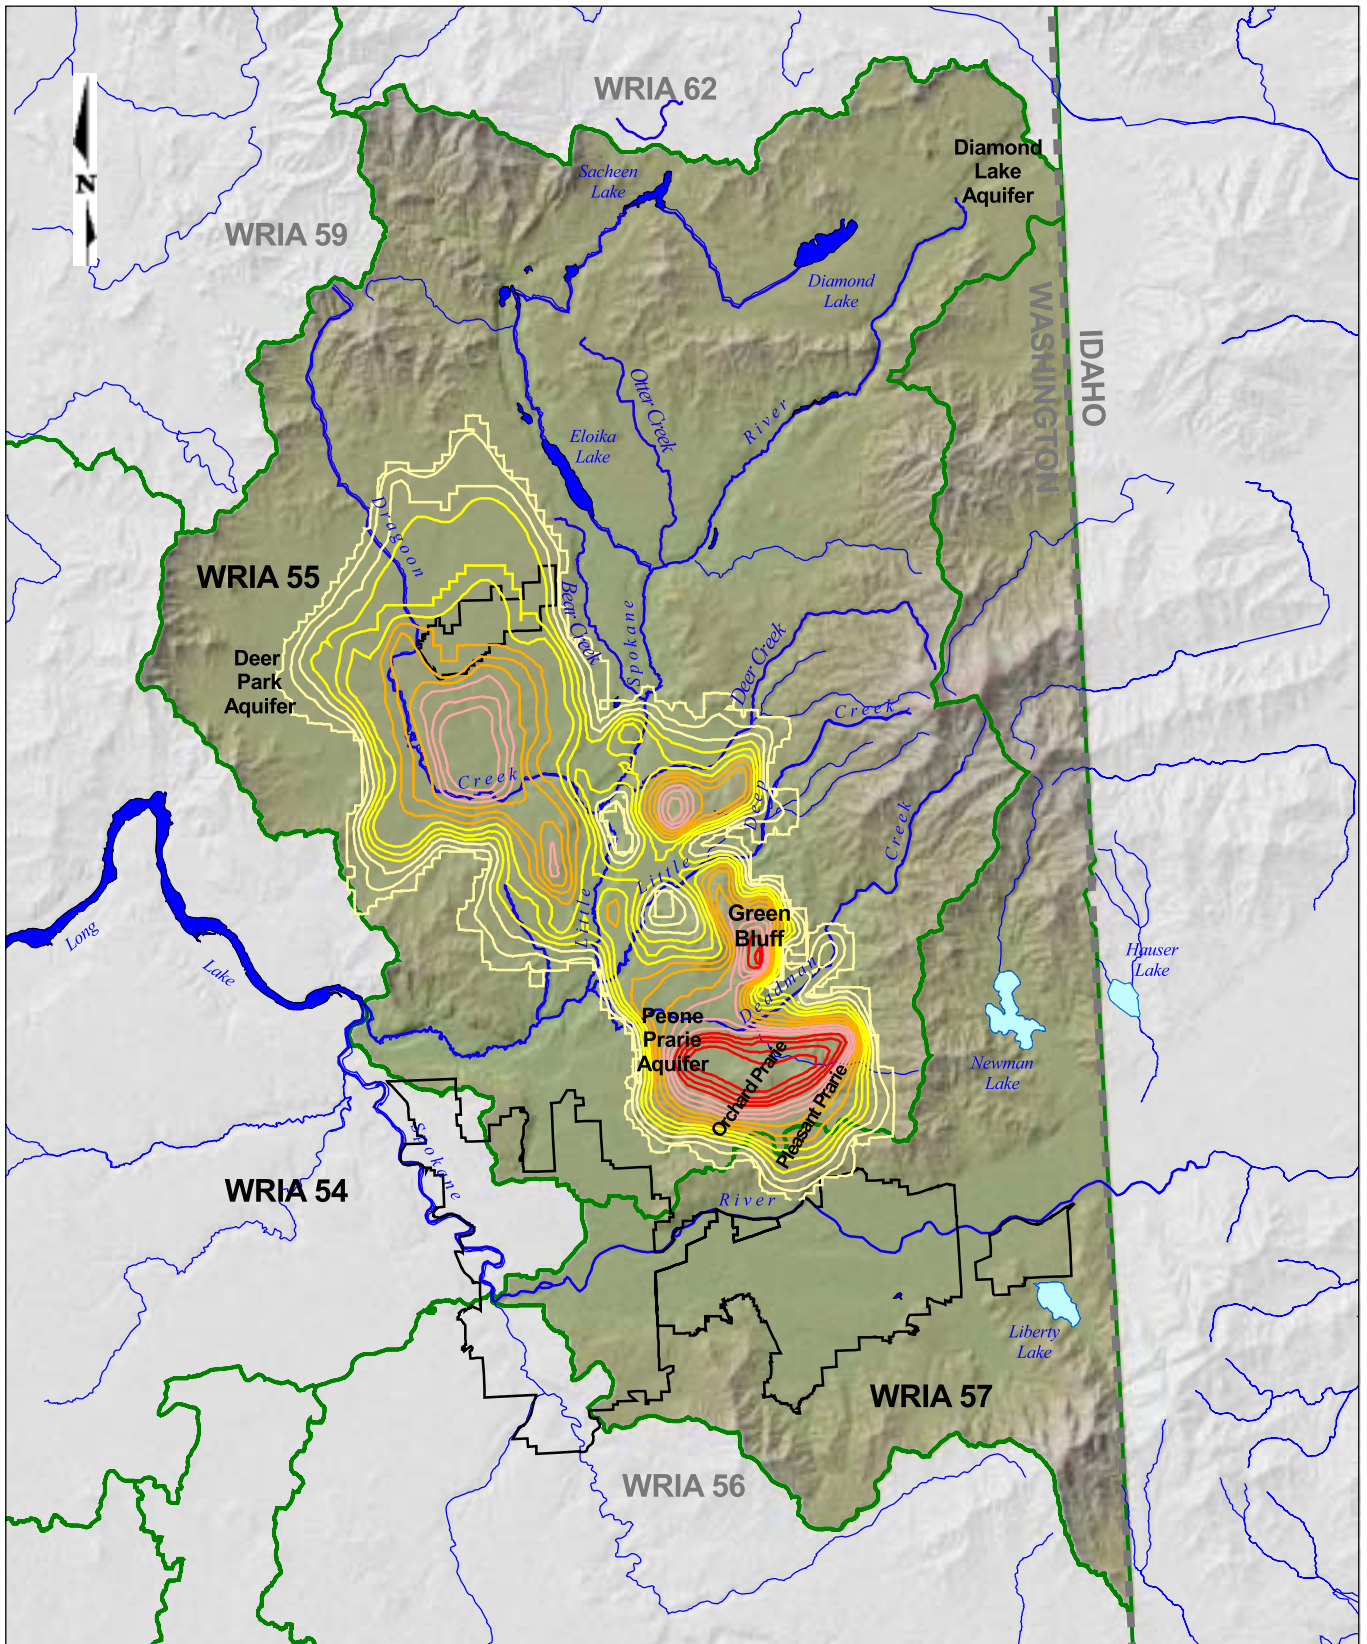 WRIA 62
Diamond
Lake
Aquifer
Sacheen
Lake
N
WRIA 59
Diamond
Lake
WASHINGTON
IDAHO
Otter Creek
River
Eloika
Lake
Dragoon
WRIA 55
Bear Creek
Spokane
Deer Creek
Deer
Park
Aquifer
Creek
Creek
Deep
Creek
Little
Little
Green
Bluff
Long
Lake
Deadman
Hauser
Lake
Peone
Prarie
Aquifer
Orchard Prarie
Pleasant Prarie
Newman
Lake
Spokane
WRIA 54
River
Liberty
Lake
WRIA 57
WRIA 56